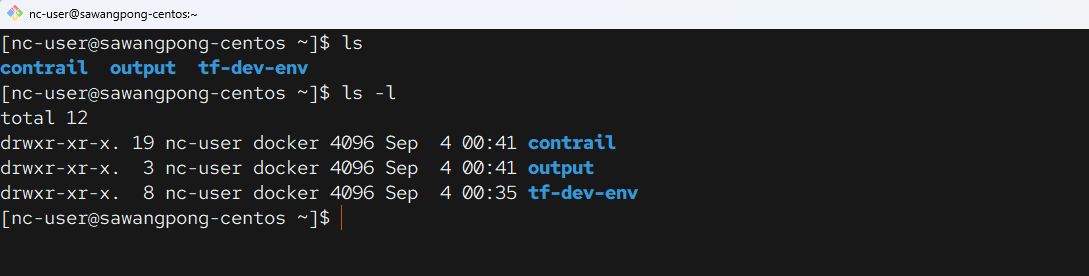 nc-user@sawangpong-centos:~
[nc-user@sawangpong-centos ~]$ ls
contrail  output  tf-dev-env
[nc-user@sawangpong-centos ~]$ ls -l
total 12
drwxr-xr-x. 19 nc-user docker 4096 Sep  4 00:41 contrail
drwxr-xr-x.  3 nc-user docker 4096 Sep  4 00:41 output
drwxr-xr-x.  8 nc-user docker 4096 Sep  4 00:35 tf-dev-env
[nc-user@sawangpong-centos ~]$